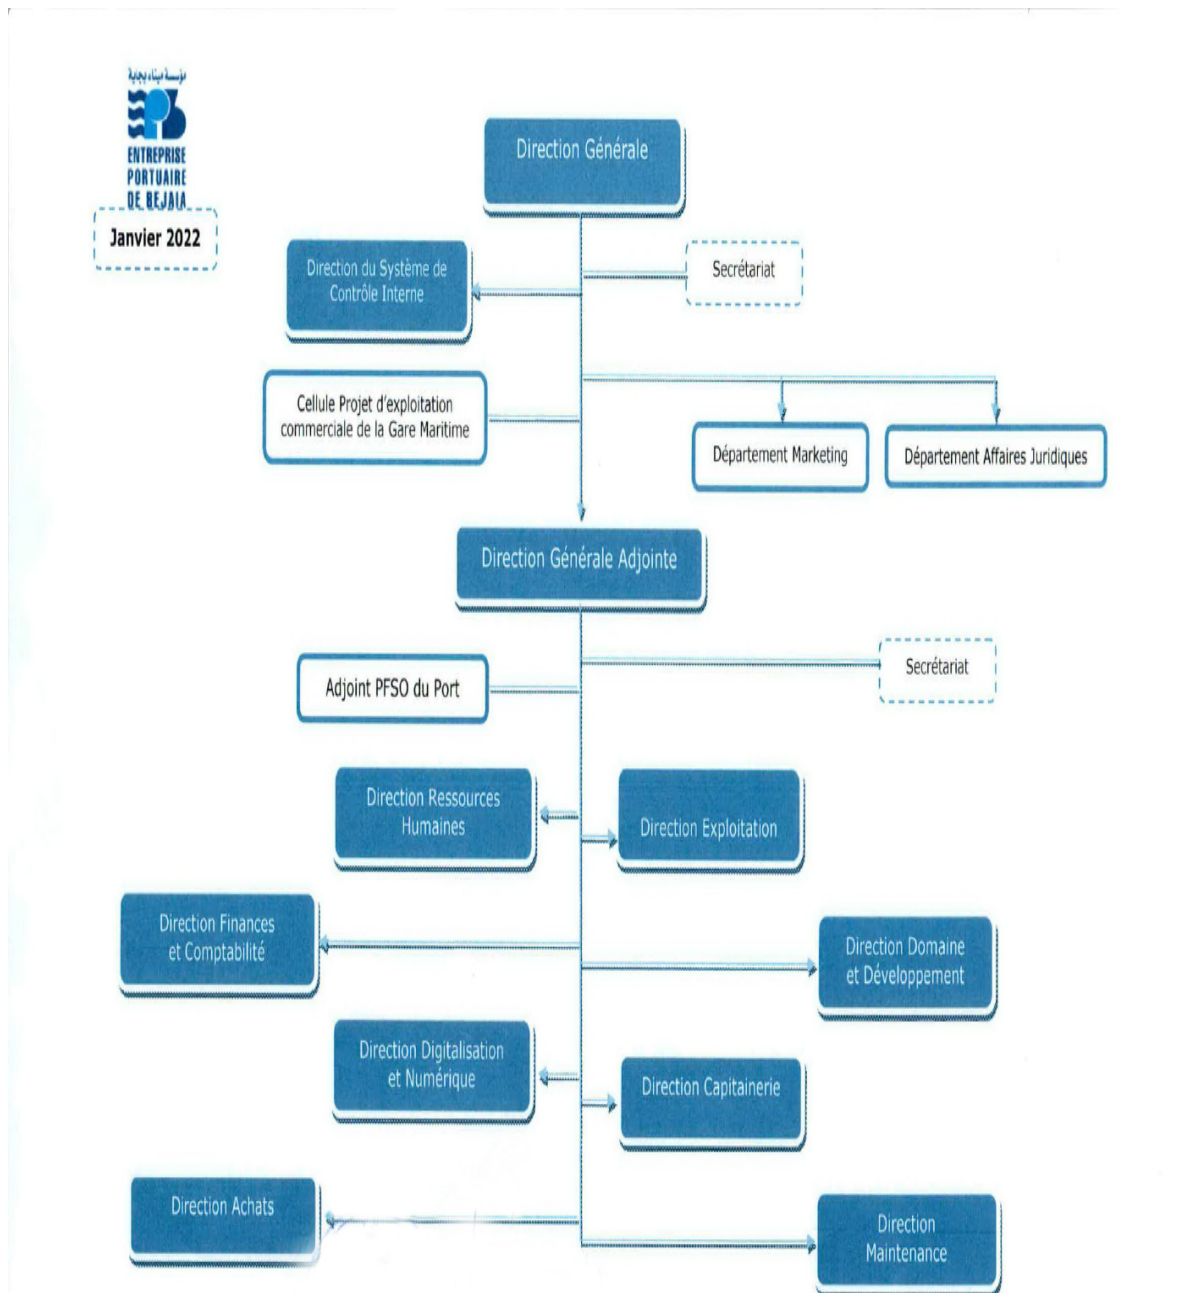 مؤسسة ميناء بجاية
ENTREPRISE
PORTUAIRE
DE BEJAIA
Janvier 2022
Direction Générale
Direction du Système de
Contrôle Interne
Secrétariat
Cellule Projet d'exploitation
commerciale de la Gare Maritime
Département Marketing
Département Affaires Juridiques
Direction Générale Adjointe
Secrétariat
Adjoint PFSO du Port
Direction Ressources
Humaines
Direction Exploitation
Direction Finances
et Comptabilité
Direction Domaine
et Développement
Direction Digitalisation
et Numérique
Direction Capitainerie
Direction Achats
Direction
Maintenance